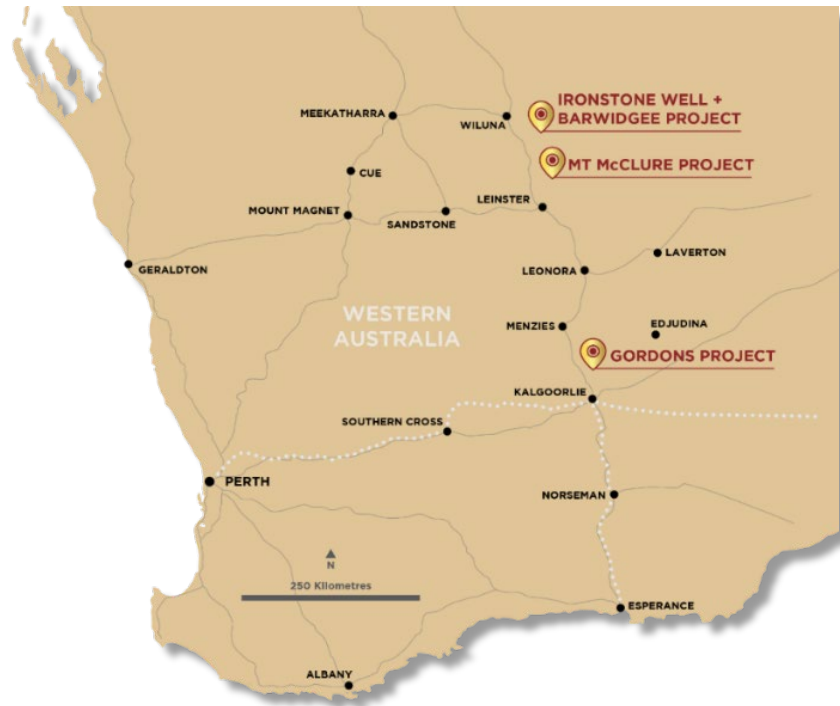 IRONSTONE WELL +
BARWIDGEE PROJECT
MEEKATHARRA
WILUNA
MT McCLURE PROJECT
CUE
LEINSTER
MOUNT MAGNET
SANDSTONE
LAVERTON
GERALDTON
LEONORA
WESTERN
AUSTRALIA
MENZIES
EDJUDINA
GORDONS PROJECT
KALGOORLIE
SOUTHERN CROSS
PERTH
NORSEMAN
N
250 Kilometres
ESPERANCE
ALBANY